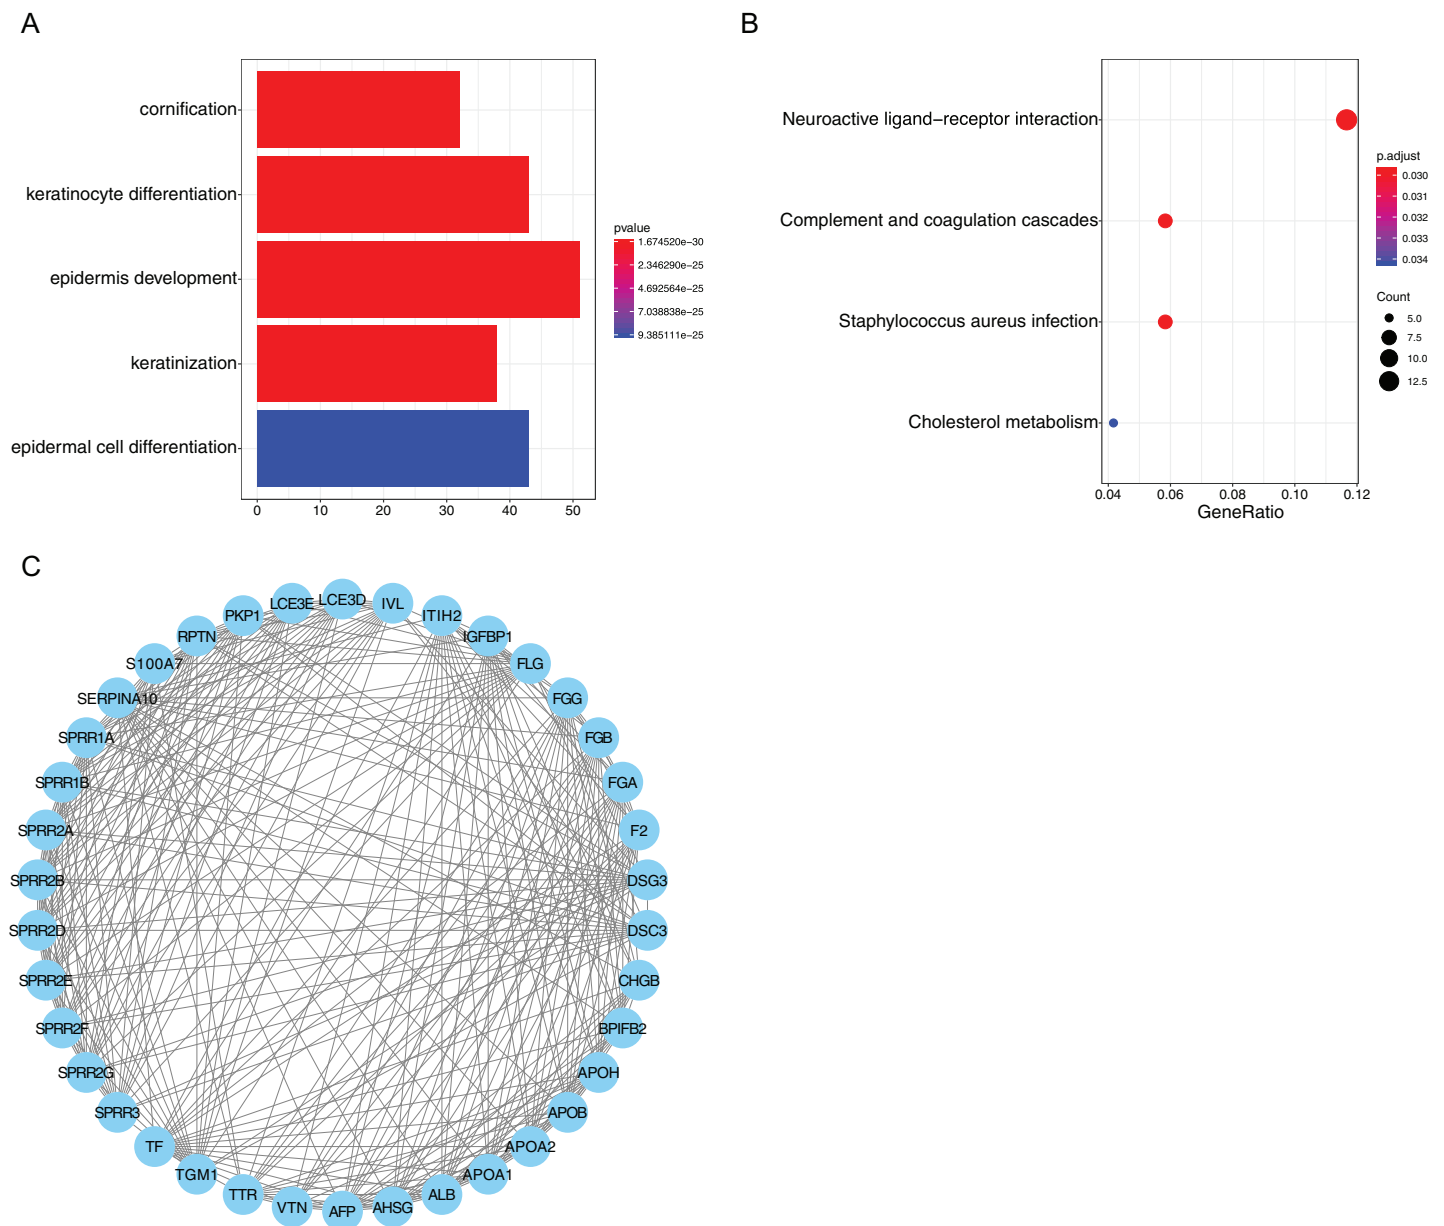 A
cornification
keratinocyte differentiation
epidermis development
keratinization
epidermal cell differentiation
0 10 20 30 40 50
pvalue
1.674520e−30
2.346290e−25
4.692564e−25
7.038838e−25
9.385111e−25
B
Neuroactive ligand−receptor interaction
Complement and coagulation cascades
Staphylococcus aureus infection
Cholesterol metabolism
0.04 0.06 0.08 0.10 0.12
GeneRatio
p.adjust
0.030
0.031
0.032
0.033
0.034
Count
5.0
7.5
10.0
12.5
C
LCE3D
LCE3E
IVL
PKP1
ITIH2
RPTN
IGFBP1
S100A7
FLG
SERPINA10
FGG
SPRR1A
FGB
SPRR1B
FGA
SPRR2A
F2
SPRR2B
DSG3
SPRR2D
DSC3
SPRR2E
CHGB
SPRR2F
BPIFB2
SPRR2G
APOH
SPRR3
APOB
TF
APOA2
TGM1
APOA1
TTR
ALB
VTN
AHSG
AFP